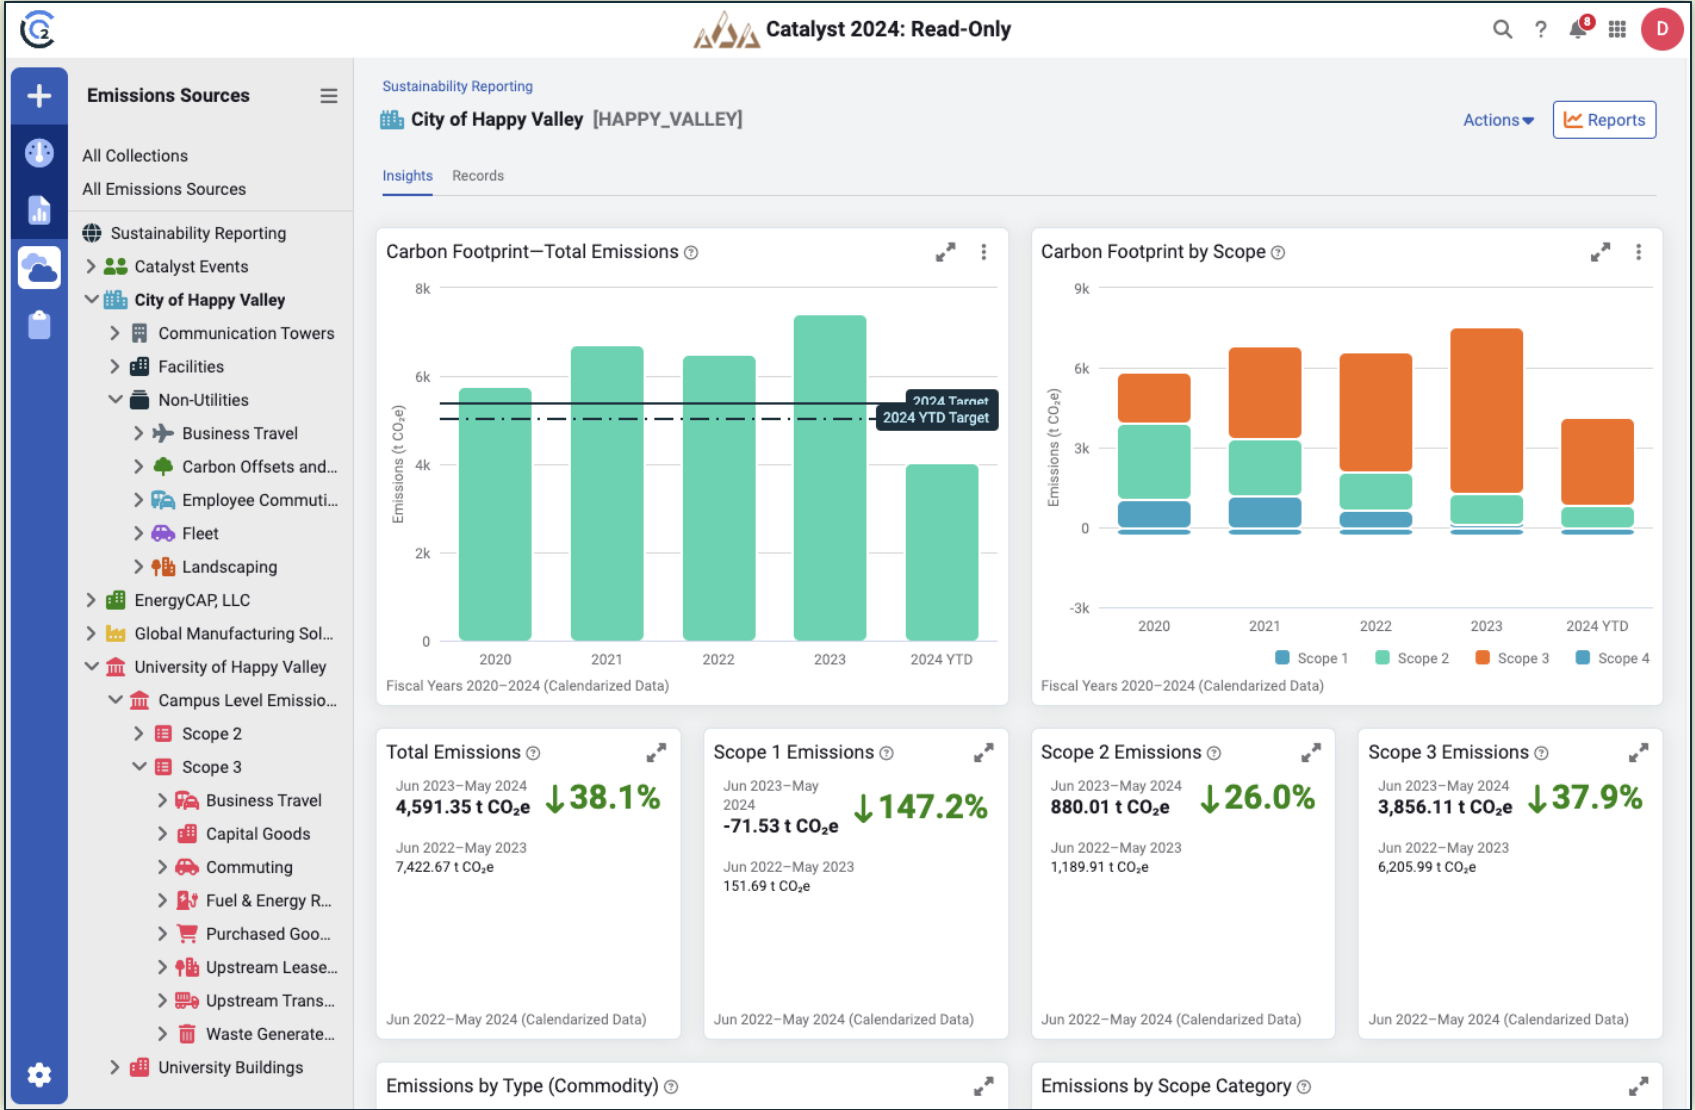 Catalyst 2024: Read-Only
8
D
Emissions Sources
All Collections
All Emissions Sources
Sustainability Reporting
Catalyst Events
City of Happy Valley
Communication Towers
Facilities
Non-Utilities
Business Travel
Carbon Offsets and...
Employee Commuti...
Fleet
Landscaping
EnergyCAP, LLC
Global Manufacturing Sol...
University of Happy Valley
Campus Level Emissio...
Scope 2
Scope 3
Business Travel
Capital Goods
Commuting
Fuel & Energy R...
Purchased Goo...
Upstream Lease...
Upstream Trans...
Waste Generate...
University Buildings
Sustainability Reporting
City of Happy Valley [HAPPY_VALLEY]
Actions
Reports
Insights Records
Carbon Footprint—Total Emissions
8k
6k
4k
2k
0
Emissions (t CO₂e)
2024 Target
2024 YTD Target
2020 2021 2022 2023 2024 YTD
Fiscal Years 2020–2024 (Calendarized Data)
Carbon Footprint by Scope
9k
6k
3k
0
-3k
Emissions (t CO₂e)
2020 2021 2022 2023 2024 YTD
Scope 1 Scope 2 Scope 3 Scope 4
Fiscal Years 2020–2024 (Calendarized Data)
Total Emissions
Jun 2023–May 2024
4,591.35 t CO₂e
↓38.1%
Jun 2022–May 2023
7,422.67 t CO₂e
Jun 2022–May 2024 (Calendarized Data)
Scope 1 Emissions
Jun 2023–May
2024
-71.53 t CO₂e
↓147.2%
Jun 2022–May 2023
151.69 t CO₂e
Jun 2022–May 2024 (Calendarized Data)
Scope 2 Emissions
Jun 2023–May 2024
880.01 t CO₂e
↓26.0%
Jun 2022–May 2023
1,189.91 t CO₂e
Jun 2022–May 2024 (Calendarized Data)
Scope 3 Emissions
Jun 2023–May 2024
3,856.11 t CO₂e
↓37.9%
Jun 2022–May 2023
6,205.99 t CO₂e
Jun 2022–May 2024 (Calendarized Data)
Emissions by Type (Commodity)
Emissions by Scope Category